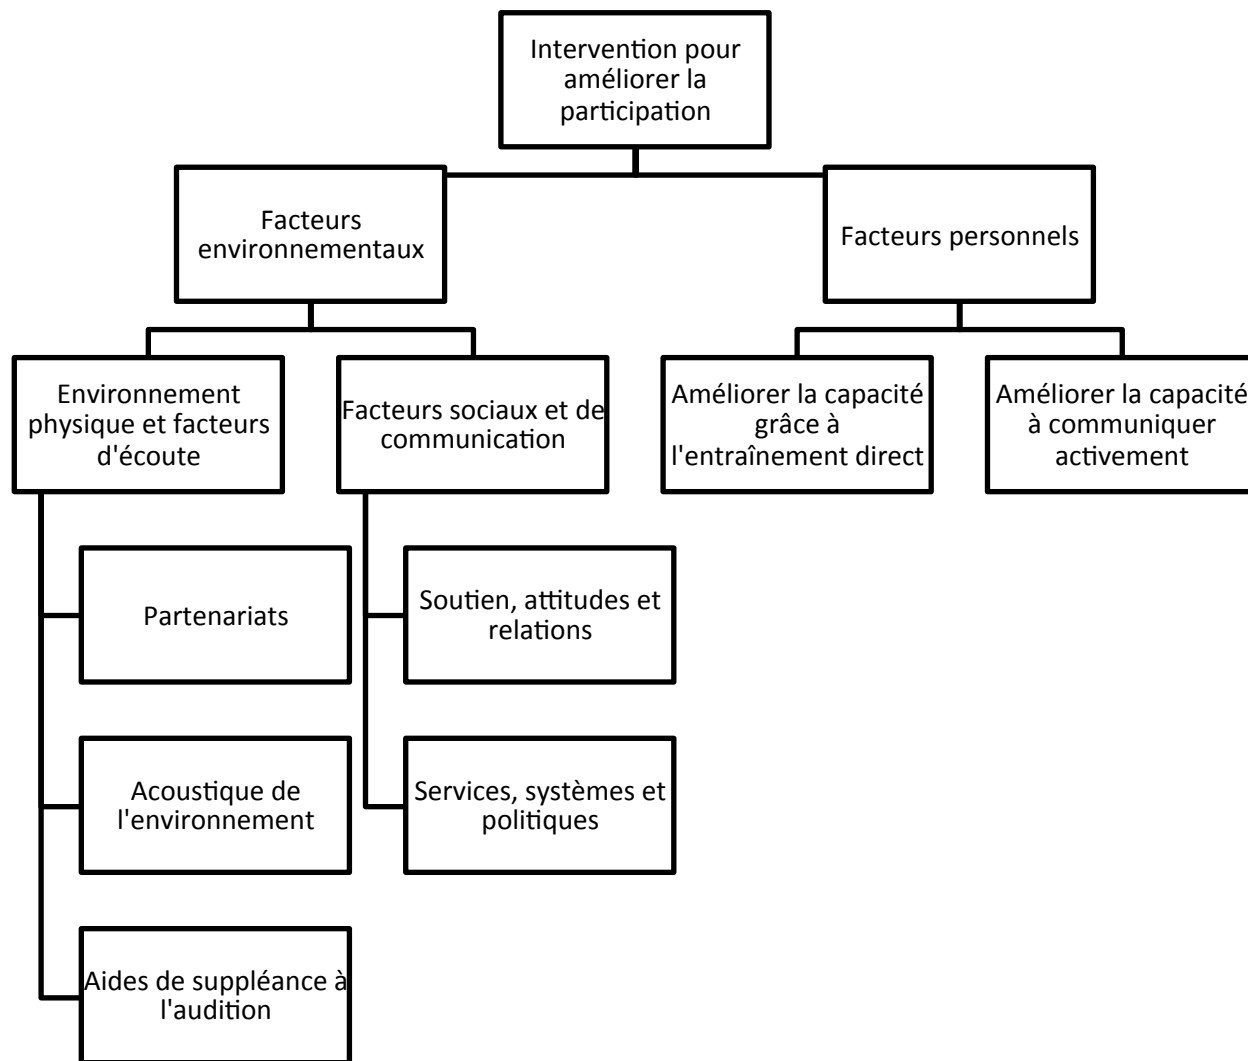 Intervention pour
améliorer la
participation
Facteurs
environnementaux
Facteurs personnels
Environnement
physique et facteurs
d'écoute
Facteurs sociaux et de
communication
Améliorer la capacité
grâce à
l'entraînement direct
Améliorer la capacité
à communiquer
activement
Partenariats
Soutien, attitudes et
relations
Acoustique de
l'environnement
Services, systèmes et
politiques
Aides de suppléance à
l'audition